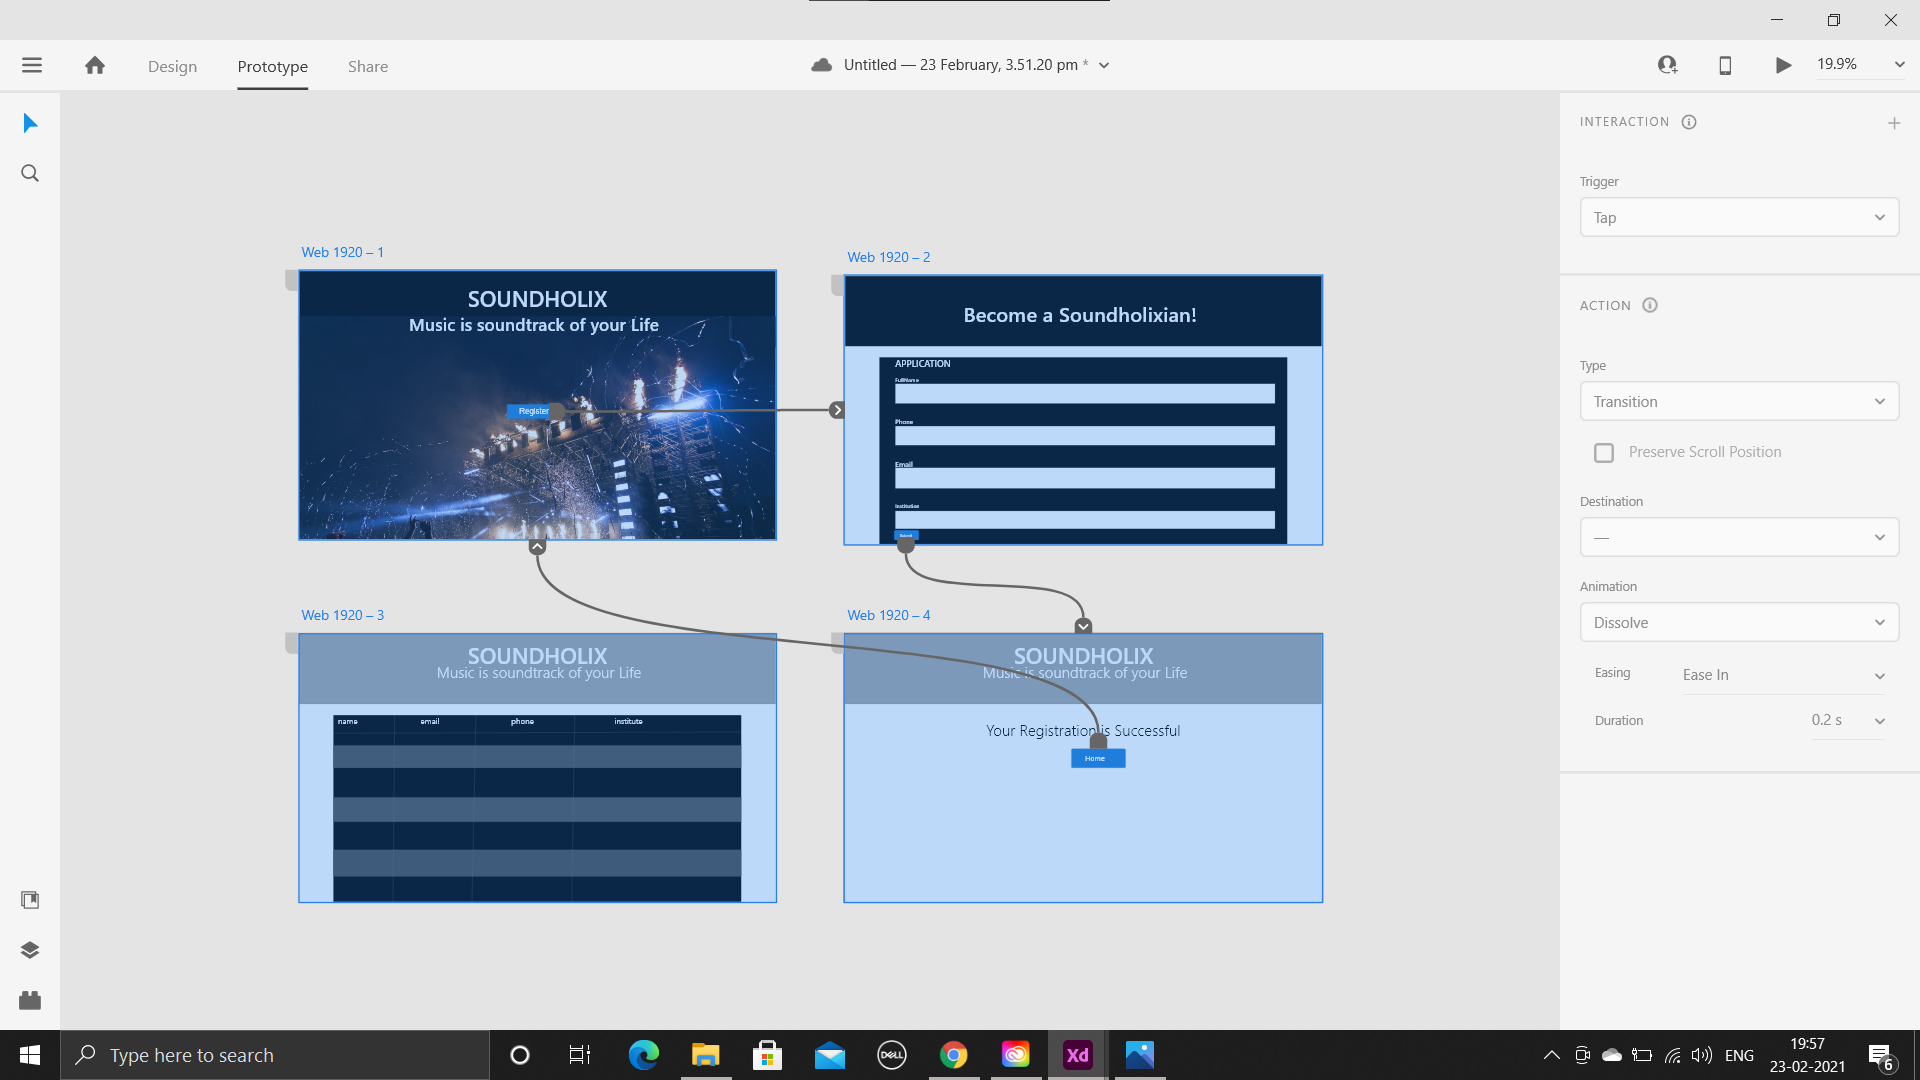 Design
Prototype
Share
Untitled — 23 February, 3.51.20 pm *
19.9%
INTERACTION
Trigger
Tap
ACTION
Type
Transition
Preserve Scroll Position
Destination
—
Animation
Dissolve
Easing
Ease In
Duration
0.2 s
Web 1920 – 1
SOUNDHOLIX
Music is soundtrack of your Life
Register
Web 1920 – 2
Become a Soundholixian!
APPLICATION
FullName
Phone
Email
Institution
Submit
Web 1920 – 3
SOUNDHOLIX
Music is soundtrack of your Life
name email phone institute
Web 1920 – 4
SOUNDHOLIX
Music is soundtrack of your Life
Your Registration is Successful
Home
Type here to search
DELL
Xd
ENG
19:57
23-02-2021
6